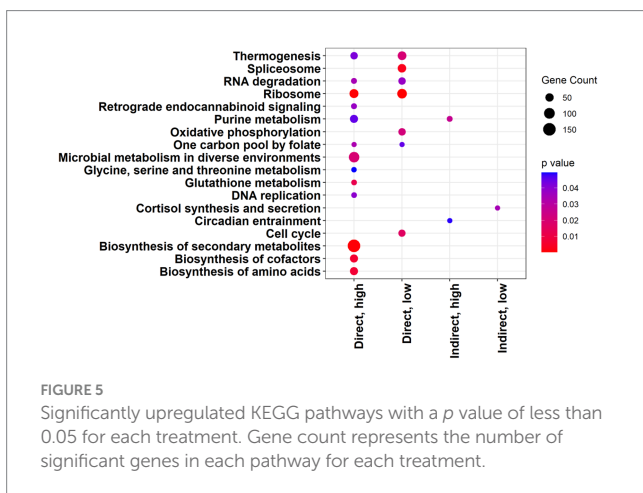 Thermogenesis
Spliceosome
RNA degradation
Ribosome
Retrograde endocannabinoid signaling
Purine metabolism
Oxidative phosphorylation
One carbon pool by folate
Microbial metabolism in diverse environments
Glycine, serine and threonine metabolism
Glutathione metabolism
DNA replication
Cortisol synthesis and secretion
Circadian entrainment
Cell cycle
Biosynthesis of secondary metabolites
Biosynthesis of cofactors
Biosynthesis of amino acids
Direct, high
Direct, low
Indirect, high
Indirect, low
Gene Count
50
100
150
p value
0.04
0.03
0.02
0.01
FIGURE 5
Significantly upregulated KEGG pathways with a p value of less than
0.05 for each treatment. Gene count represents the number of
significant genes in each pathway for each treatment.